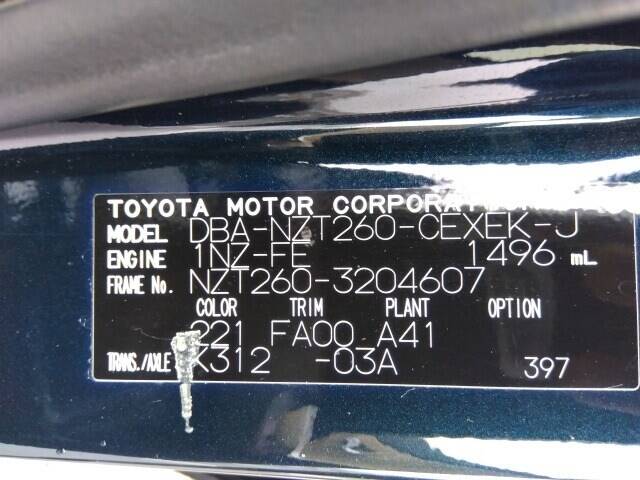 TOYOTA MOTOR CORPORATION
MODEL DBA-NZT260-CEXEK-J
ENGINE 1NZ-FE 1496 mL
FRAME No. NZT260-3204607
COLOR TRIM PLANT OPTION
221 FA00 A41
TRANS./AXLE K312 -03A 397